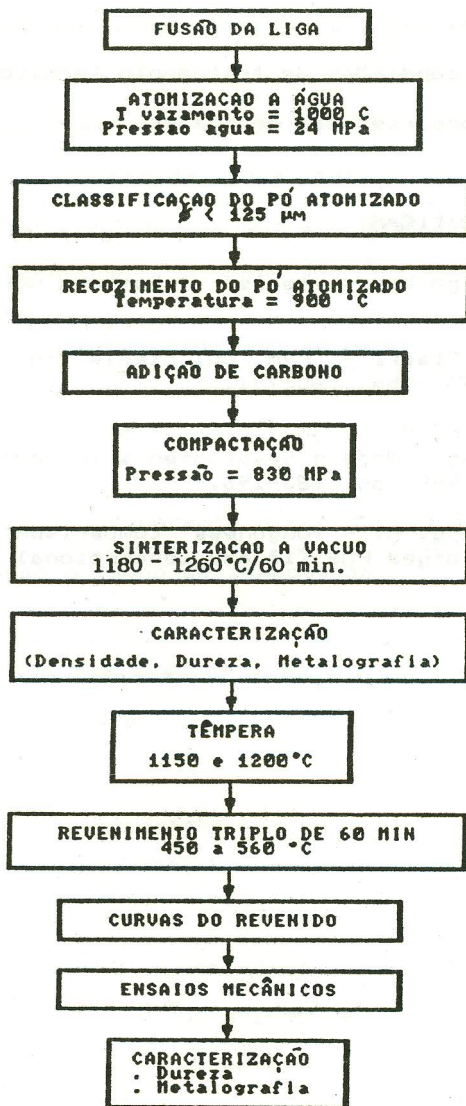 FUSÃO DA LIGA
ATOMIZACAO A ÁGUA
T vazamento = 1000 C
Pressao agua = 24 MPa
CLASSIFICAÇAO DO PÓ ATOMIZADO
ø < 125 µm
RECOZIMENTO DO PÓ ATOMIZADO
Temperatura = 900 °C
ADIÇÃO DE CARBONO
COMPACTAÇÃO
Pressão = 830 MPa
SINTERIZACAO A VACUO
1180 - 1260°C/60 min.
CARACTERIZAÇÃO
(Densidade, Dureza, Metalografia)
TÊMPERA
1150 e 1200°C
REVENIMENTO TRIPLO DE 60 MIN
450 a 560 °C
CURVAS DO REVENIDO
ENSAIOS MECÂNICOS
CARACTERIZAÇÃO
. Dureza
. Metalografia